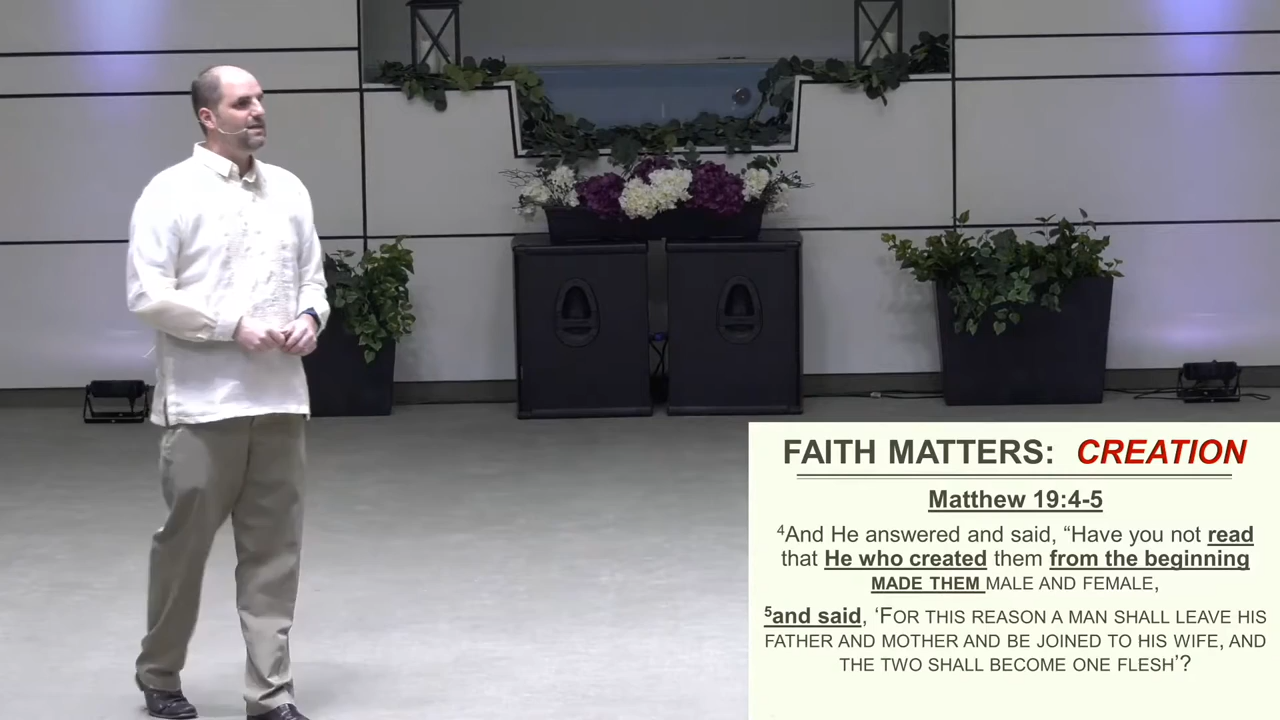 FAITH MATTERS: CREATION
Matthew 19:4-5
⁴And He answered and said, “Have you not read
that He who created them from the beginning
MADE THEM MALE AND FEMALE,
⁵and said, ‘FOR THIS REASON A MAN SHALL LEAVE HIS
FATHER AND MOTHER AND BE JOINED TO HIS WIFE, AND
THE TWO SHALL BECOME ONE FLESH’?